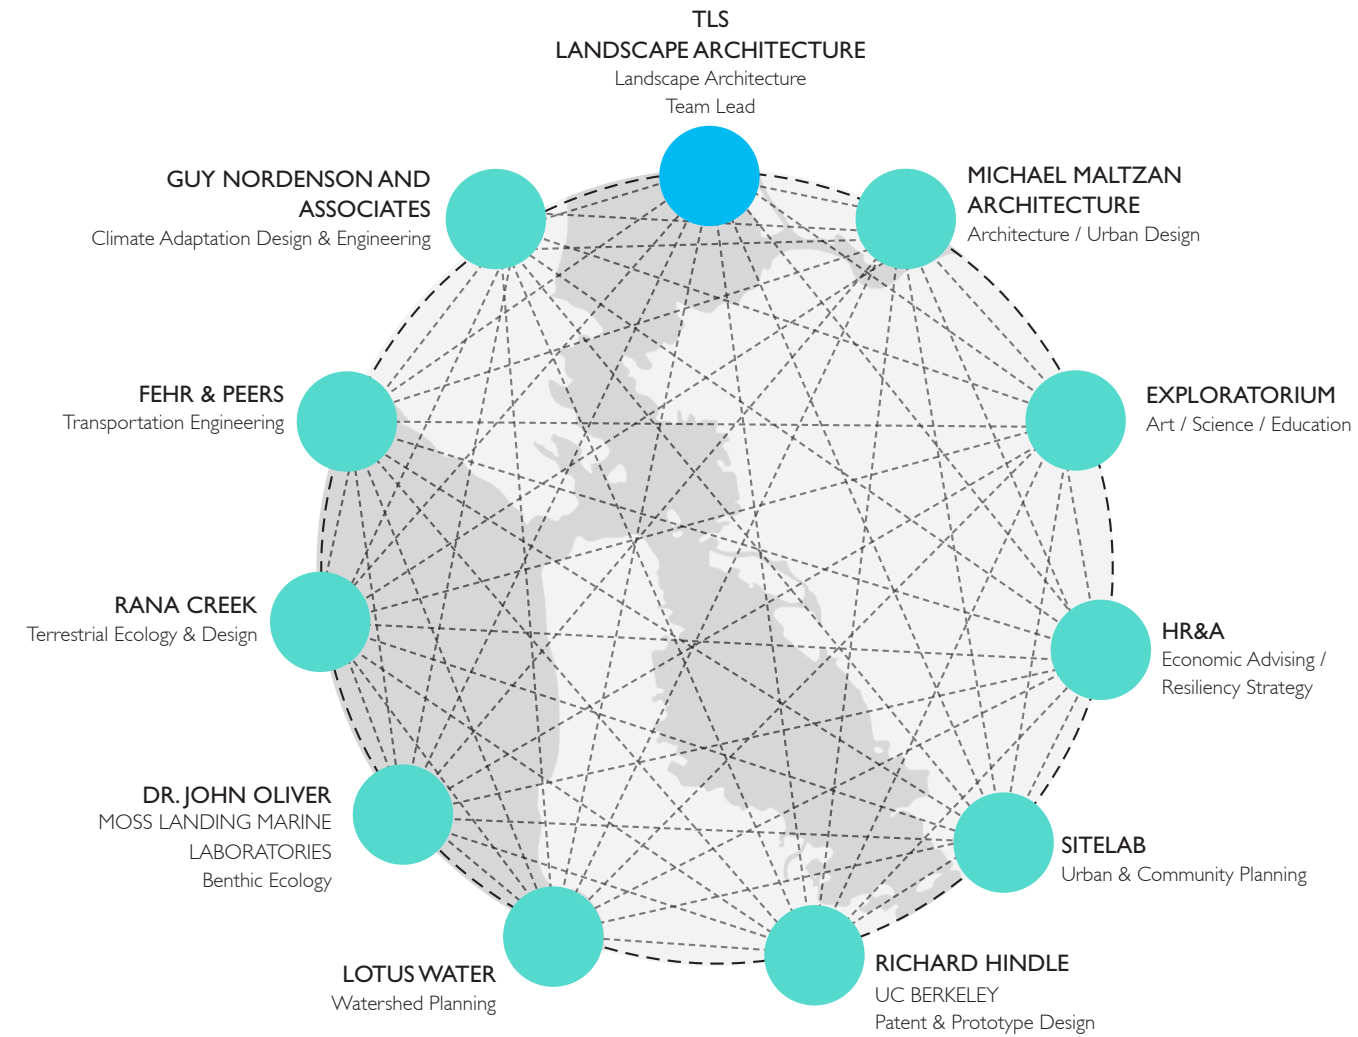 TLS
LANDSCAPE ARCHITECTURE
Landscape Architecture
Team Lead
MICHAEL MALTZAN
ARCHITECTURE
Architecture / Urban Design
EXPLORATORIUM
Art / Science / Education
HR&A
Economic Advising /
Resiliency Strategy
SITELAB
Urban & Community Planning
RICHARD HINDLE
UC BERKELEY
Patent & Prototype Design
LOTUS WATER
Watershed Planning
DR. JOHN OLIVER
MOSS LANDING MARINE
LABORATORIES
Benthic Ecology
RANA CREEK
Terrestrial Ecology & Design
FEHR & PEERS
Transportation Engineering
GUY NORDENSON AND
ASSOCIATES
Climate Adaptation Design & Engineering